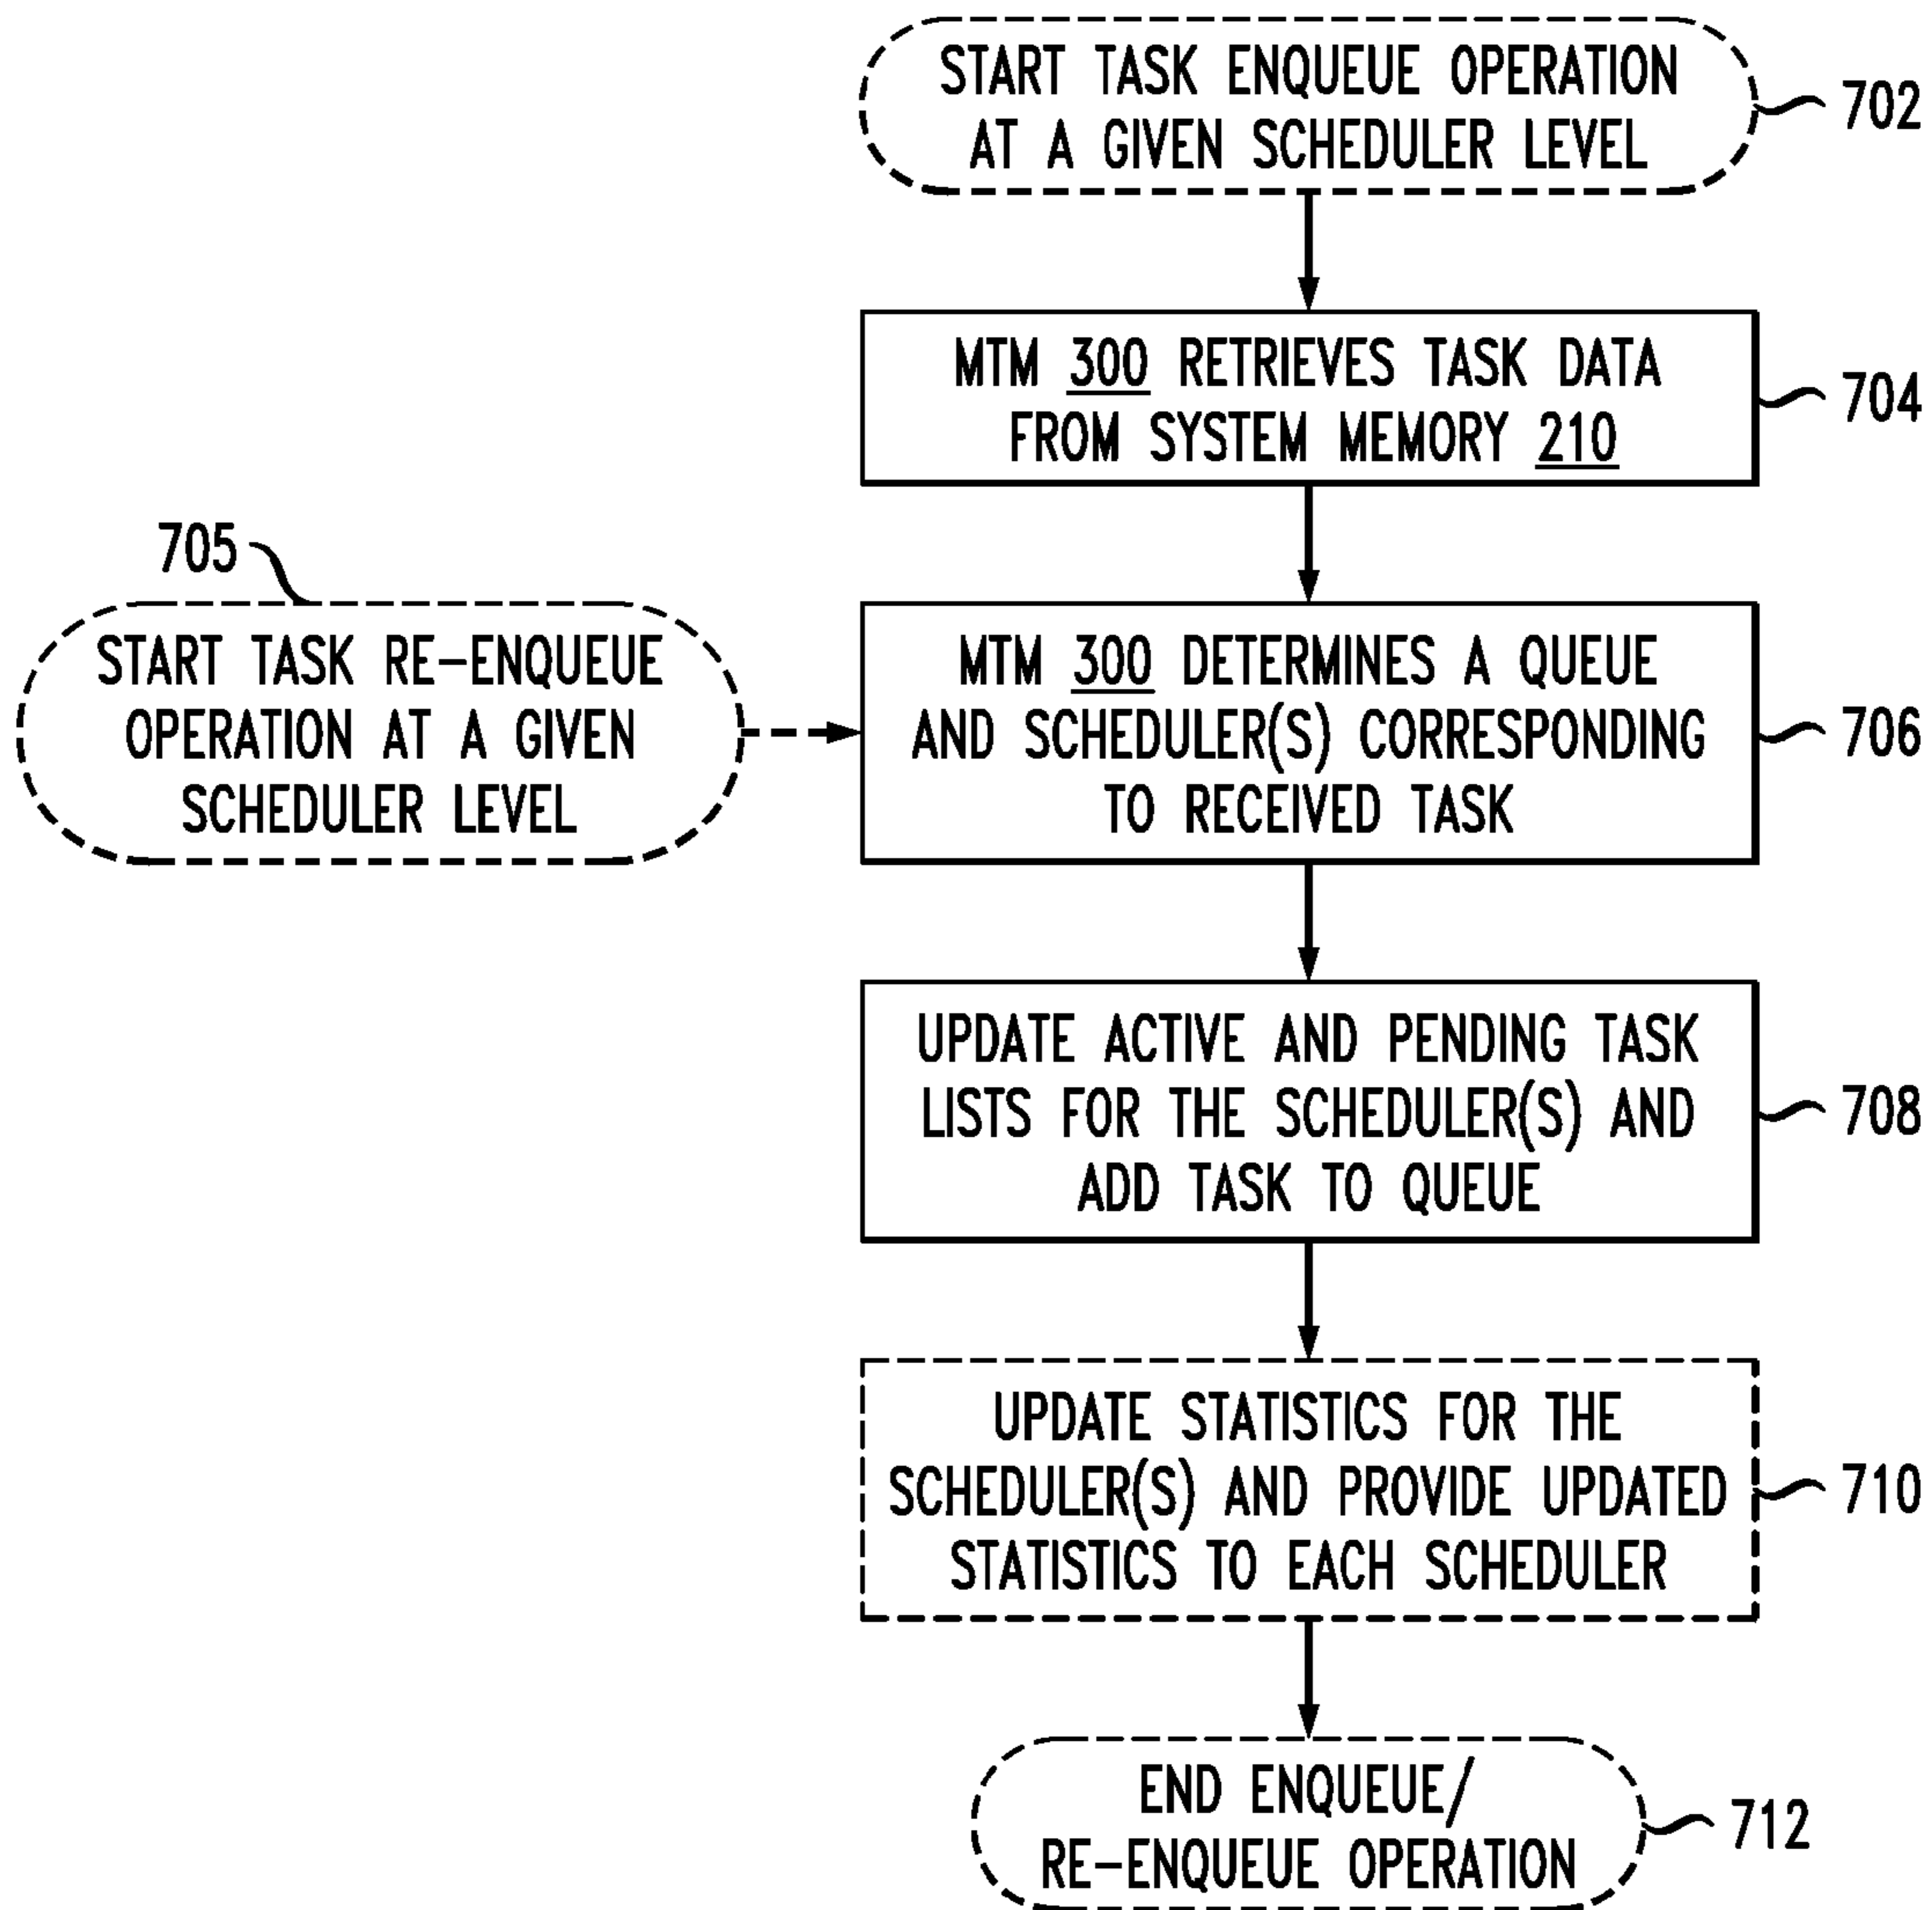 START TASK ENQUEUE OPERATION
AT A GIVEN SCHEDULER LEVEL
702
MTM 300 RETRIEVES TASK DATA
FROM SYSTEM MEMORY 210
704
705
START TASK RE-ENQUEUE
OPERATION AT A GIVEN
SCHEDULER LEVEL
MTM 300 DETERMINES A QUEUE
AND SCHEDULER(S) CORRESPONDING
TO RECEIVED TASK
706
UPDATE ACTIVE AND PENDING TASK
LISTS FOR THE SCHEDULER(S) AND
ADD TASK TO QUEUE
708
UPDATE STATISTICS FOR THE
SCHEDULER(S) AND PROVIDE UPDATED
STATISTICS TO EACH SCHEDULER
710
END ENQUEUE/
RE-ENQUEUE OPERATION
712